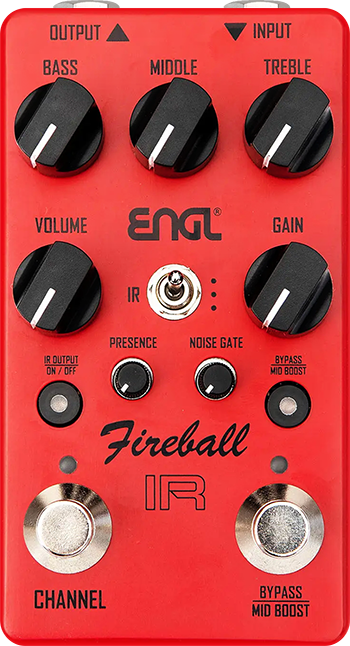 OUTPUT INPUT
BASS MIDDLE TREBLE
VOLUME ENGL® GAIN
IR
PRESENCE NOISE GATE
IR OUTPUT
ON / OFF
BYPASS
MID BOOST
Fireball
IR
CHANNEL
BYPASS
MID BOOST